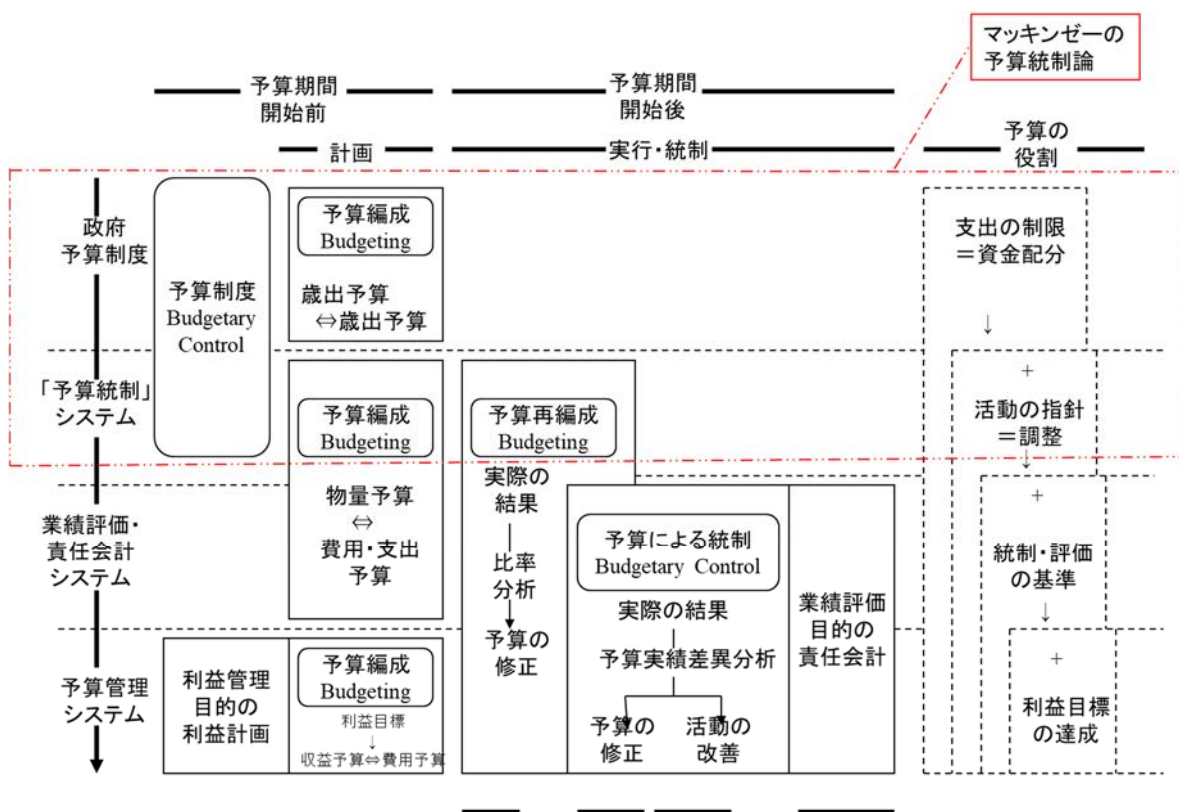 マッキンゼーの
予算統制論
予算期間
開始前
予算期間
開始後
計画
実行・統制
予算の
役割
政府
予算制度
予算制度
Budgetary
Control
予算編成
Budgeting
歳出予算
⇔歳出予算
支出の制限
＝資金配分
↓
「予算統制」
システム
予算編成
Budgeting
物量予算
⇔
費用・支出
予算
予算再編成
Budgeting
実際の
結果
比率
分析
予算の
修正
+
活動の指針
＝調整
↓
業績評価・
責任会計
システム
予算による統制
Budgetary Control
実際の結果
予算実績差異分析
予算の
修正
活動の
改善
業績評価
目的の
責任会計
+
統制・評価
の基準
↓
予算管理
システム
利益管理
目的の
利益計画
予算編成
Budgeting
利益目標
↓
収益予算⇔費用予算
+
利益目標
の達成